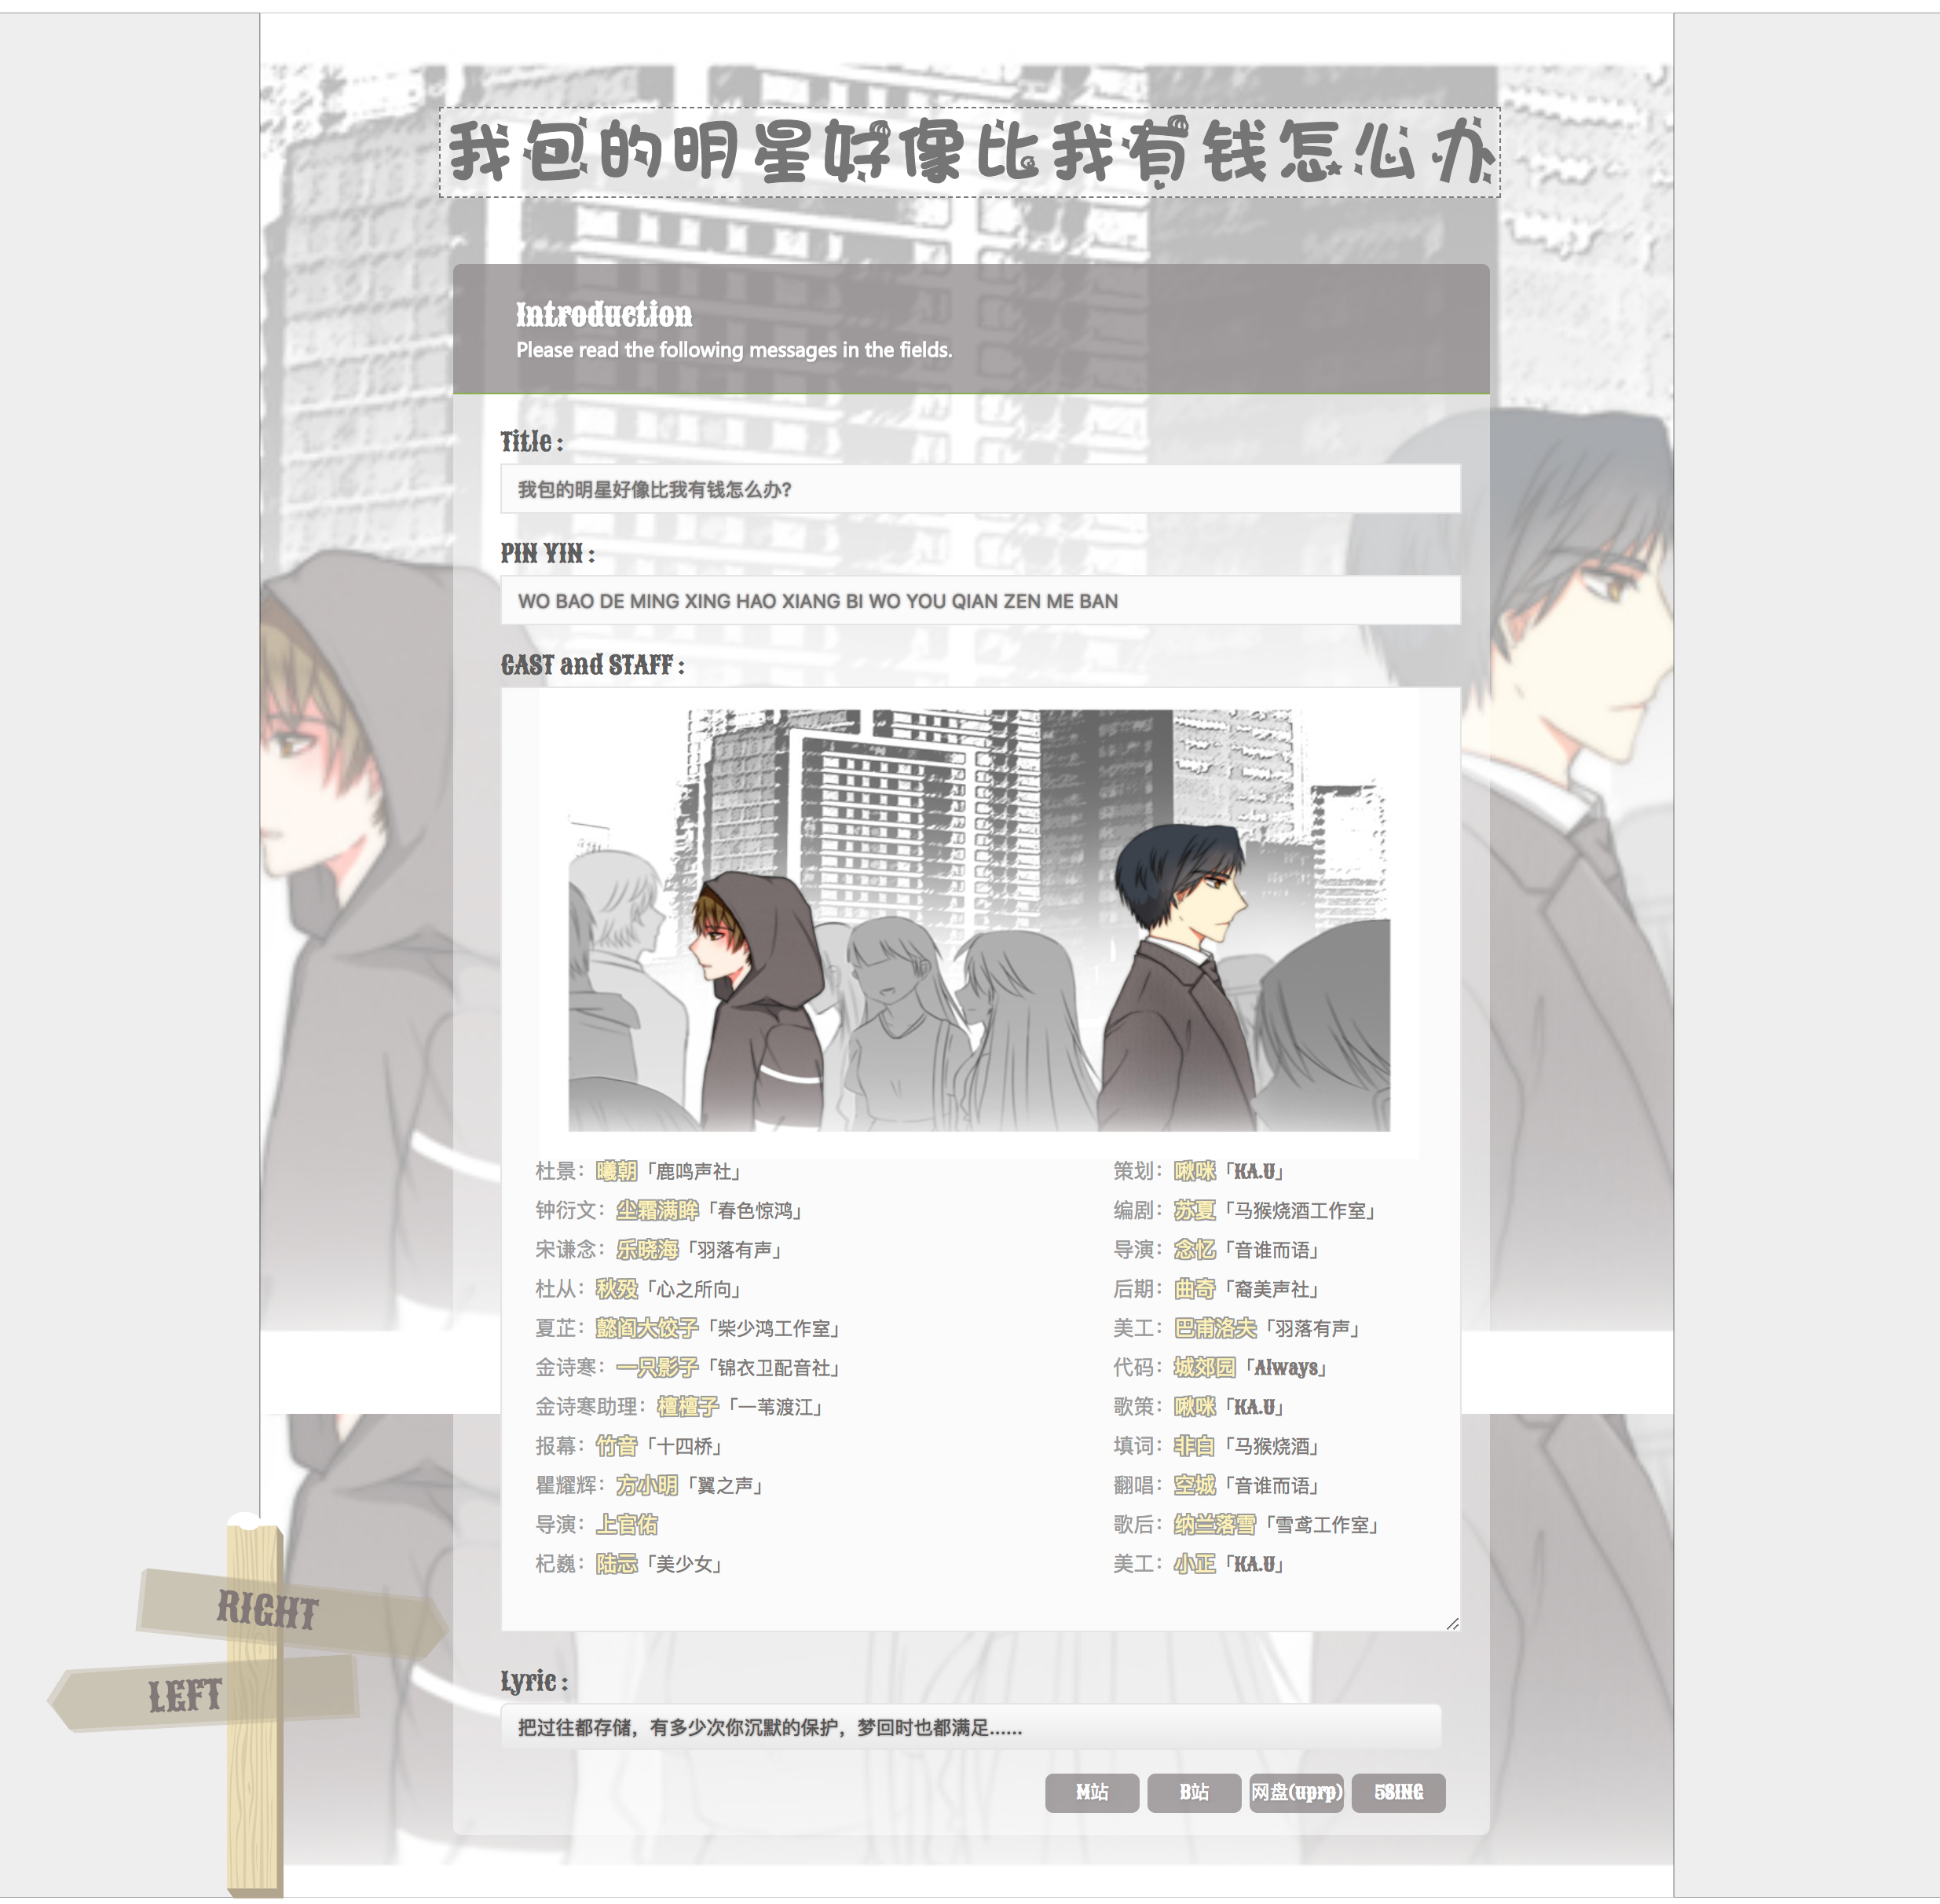 我包的明星好像比我有钱怎么办
Introduction
Please read the following messages in the fields.
Title :
我包的明星好像比我有钱怎么办?
PIN YIN :
WO BAO DE MING XING HAO XIANG BI WO YOU QIAN ZEN ME BAN
CAST and STAFF :
杜景：曦朝「鹿鸣声社」
钟衍文：尘霜满眸「春色惊鸿」
宋谦念：乐晓海「羽落有声」
杜从：秋殁「心之所向」
夏芷：懿阎大饺子「柴少鸿工作室」
金诗寒：一只影子「锦衣卫配音社」
金诗寒助理：檀檀子「一苇渡江」
报幕：竹音「十四桥」
瞿耀辉：方小明「翼之声」
导演：上官佑
杞巍：陆示「美少女」
策划：啾咪「KA.U」
编剧：苏夏「马猴烧酒工作室」
导演：念忆「音谁而语」
后期：曲奇「裔美声社」
美工：巴甫洛夫「羽落有声」
代码：城郊园「Always」
歌策：啾咪「KA.U」
填词：非白「马猴烧酒」
翻唱：空城「音谁而语」
歌后：纳兰落雪「雪鸢工作室」
美工：小正「KA.U」
RIGHT
LEFT
Lyric :
把过往都存储，有多少次你沉默的保护，梦回时也都满足……
M站
B站
网盘(uprp)
5SING